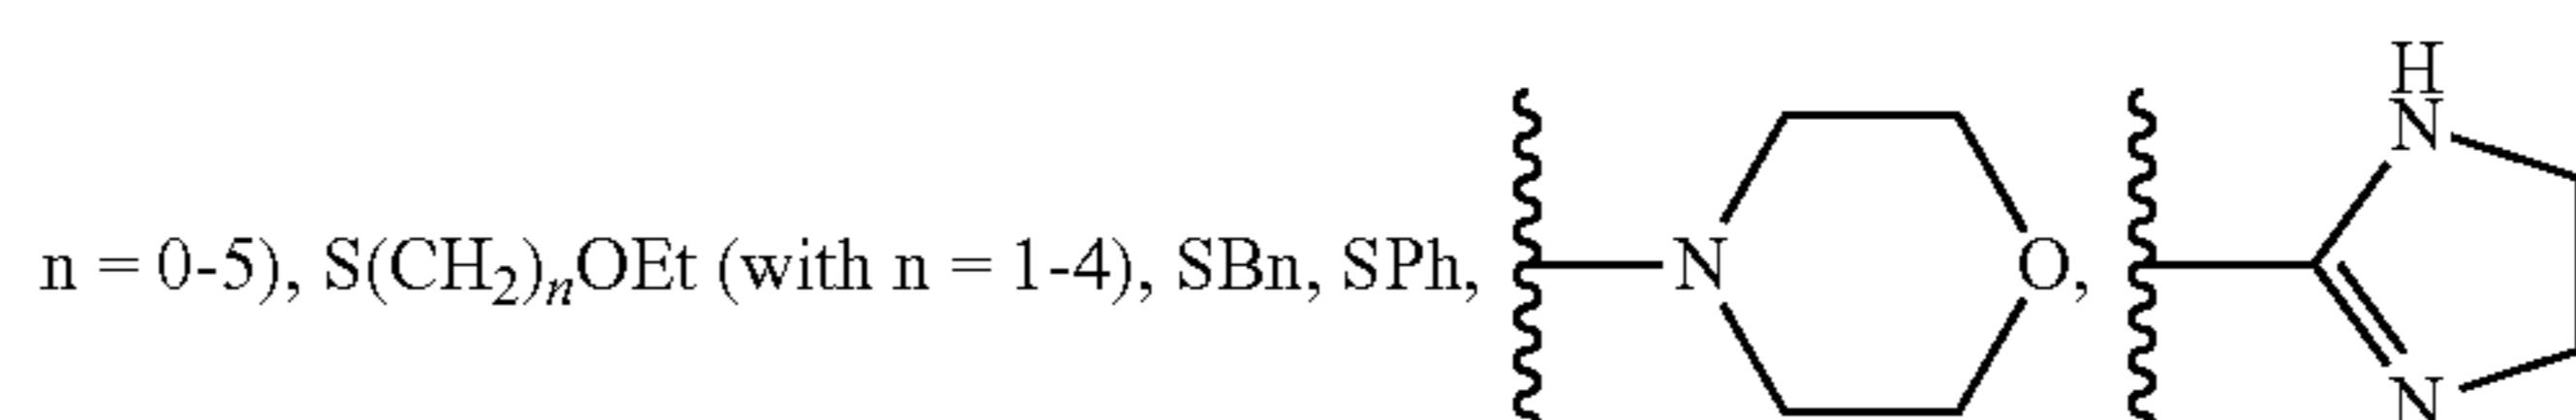 n = 0-5), S(CH₂)ₙOEt (with n = 1-4), SBn, SPh, N O, H N N